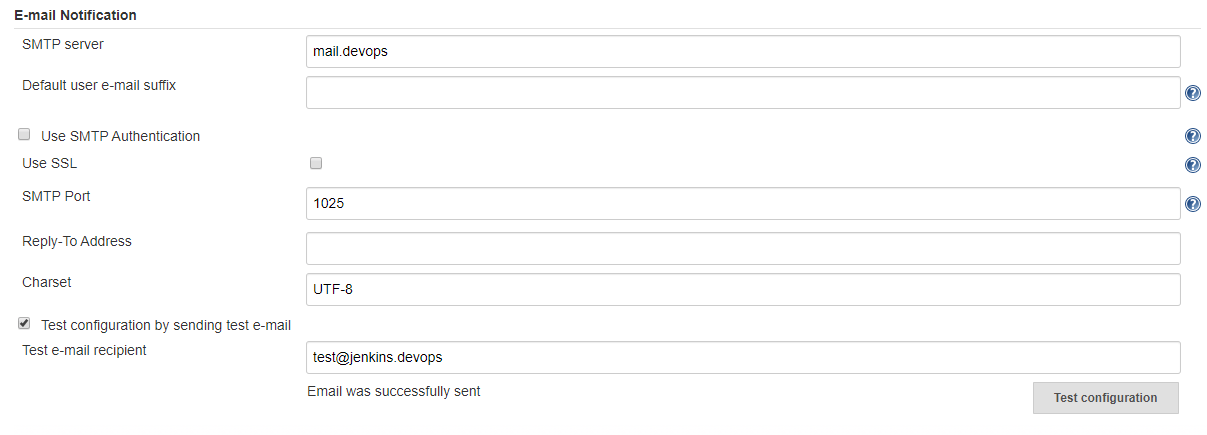 E-mail Notification
SMTP server
mail.devops
Default user e-mail suffix
Use SMTP Authentication
Use SSL
SMTP Port
1025
Reply-To Address
Charset
UTF-8
Test configuration by sending test e-mail
Test e-mail recipient
test@jenkins.devops
Email was successfully sent
Test configuration